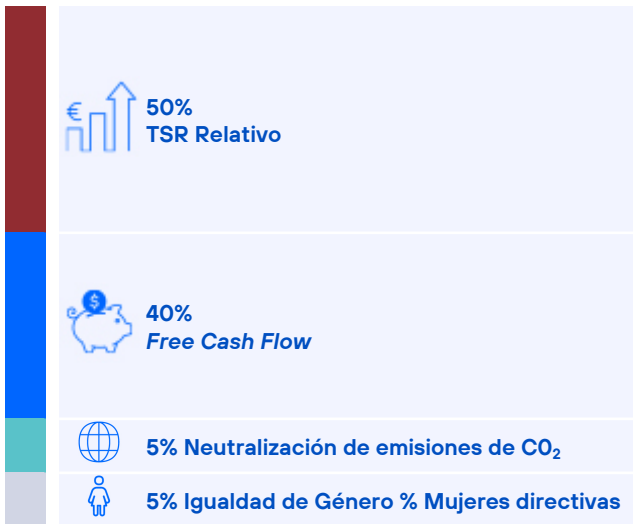 €
50%
TSR Relativo
$
40%
Free Cash Flow
5% Neutralización de emisiones de C0₂
5% Igualdad de Género % Mujeres directivas